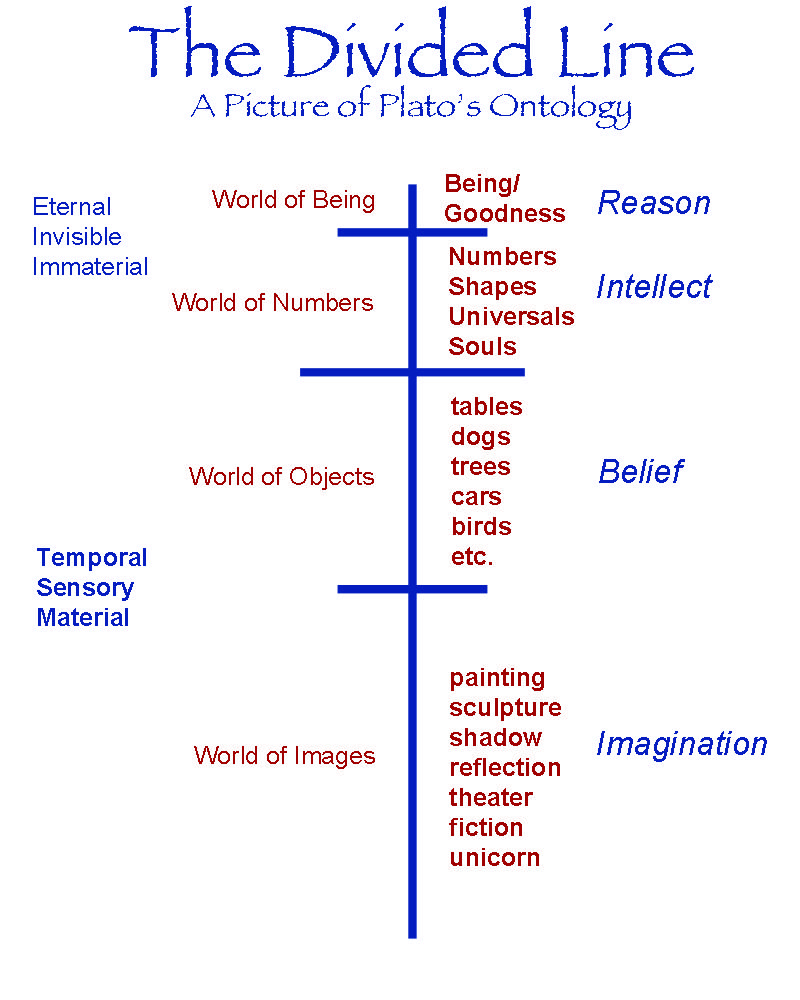 The Divided Line
A Picture of Plato's Ontology
Eternal
Invisible
Immaterial
World of Being
Being/
Goodness
Reason
World of Numbers
Numbers
Shapes
Universals
Souls
Intellect
World of Objects
tables
dogs
trees
cars
birds
etc.
Belief
Temporal
Sensory
Material
World of Images
painting
sculpture
shadow
reflection
theater
fiction
unicorn
Imagination